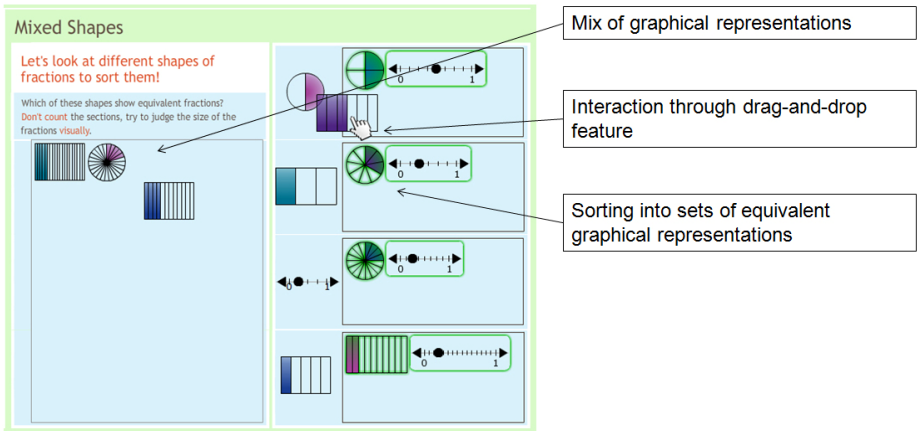 Mixed Shapes
Let's look at different shapes of
fractions to sort them!
Which of these shapes show equivalent fractions?
Don't count the sections, try to judge the size of the
fractions visually.
0 1
0 1
0 1
0 1
0 1
Mix of graphical representations
Interaction through drag-and-drop
feature
Sorting into sets of equivalent
graphical representations